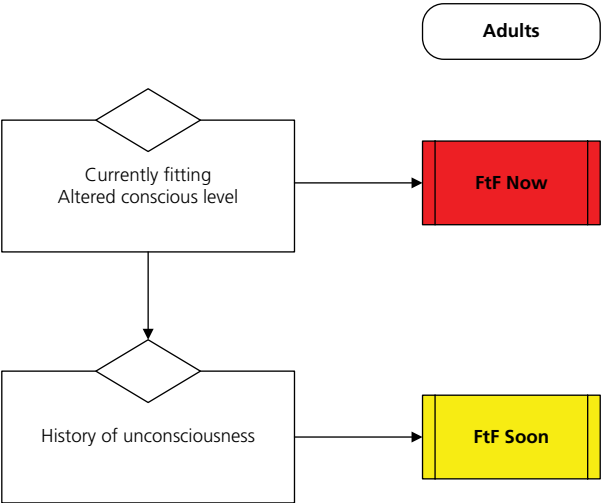 Adults
Currently fitting
Altered conscious level
FtF Now
History of unconsciousness
FtF Soon